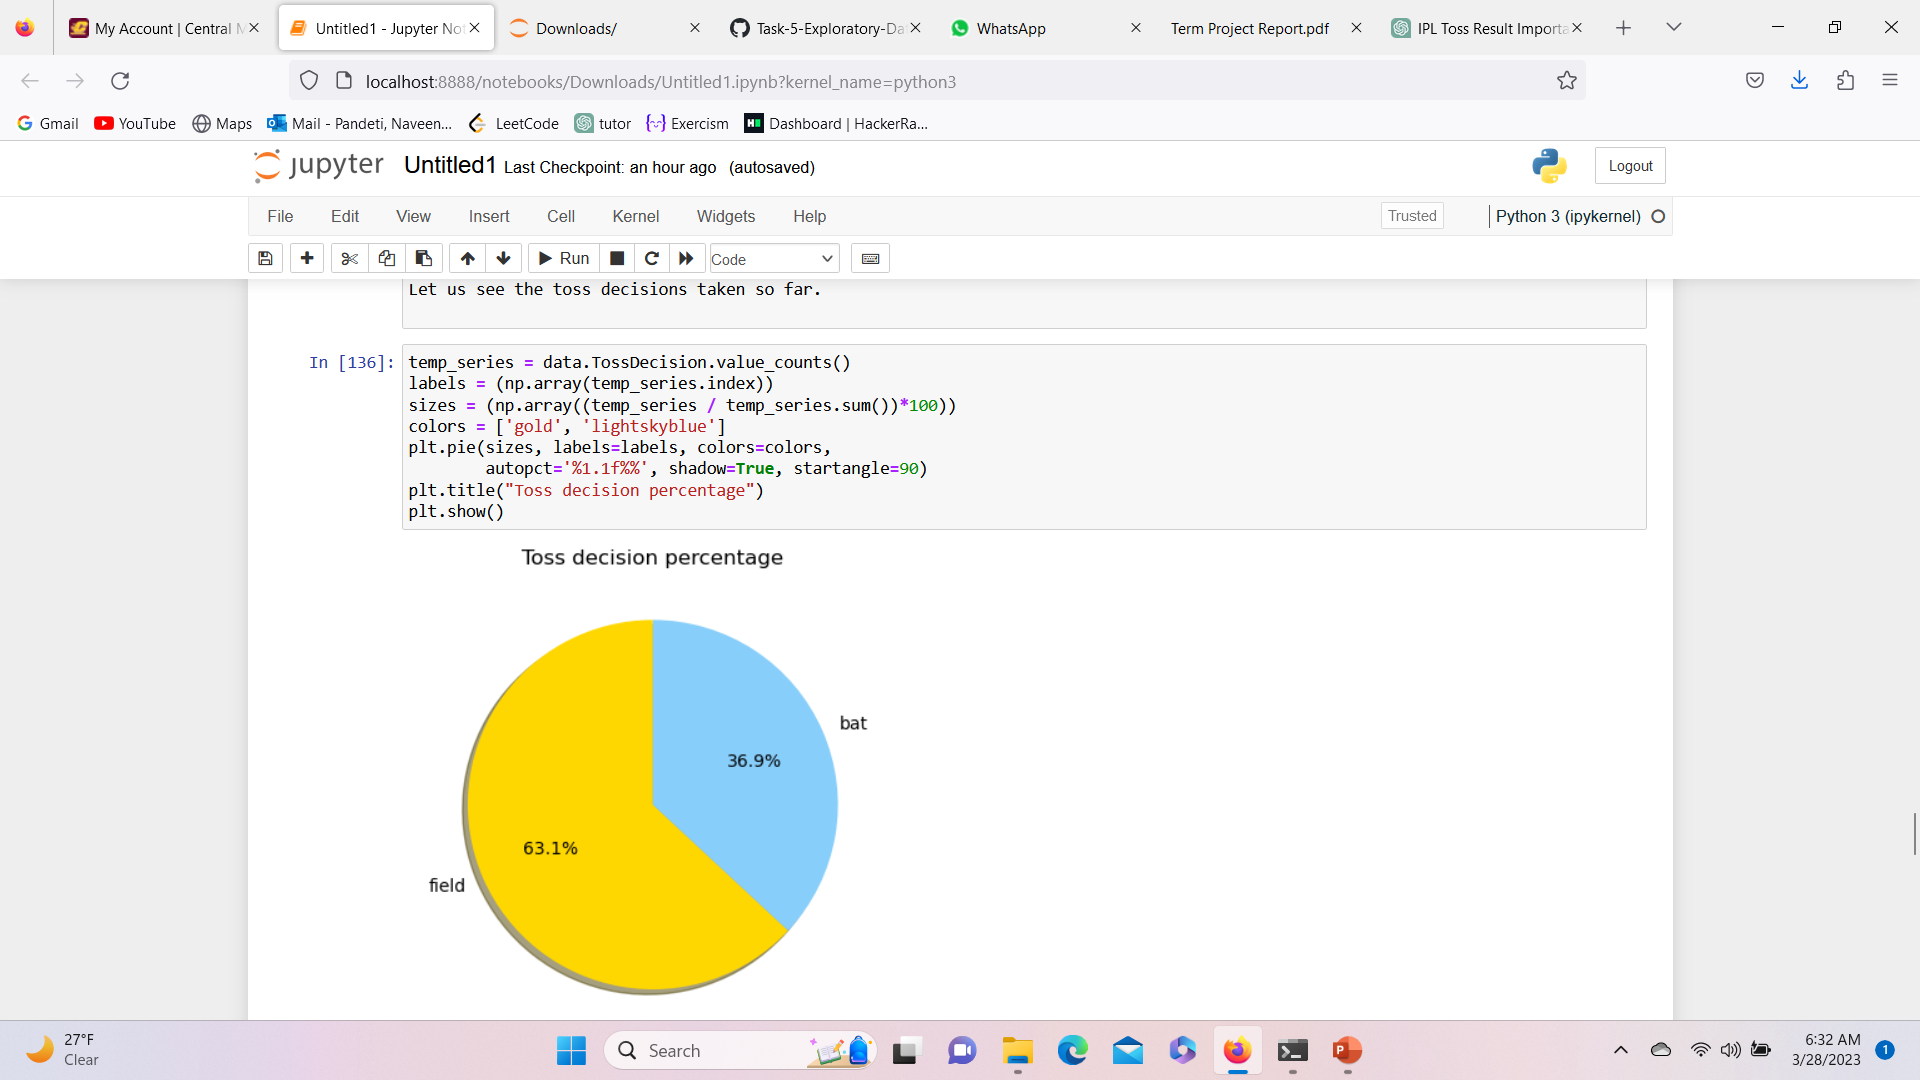 My Account | Central M
Untitled1 - Jupyter Not
Downloads/
Task-5-Exploratory-Da
WhatsApp
Term Project Report.pdf
IPL Toss Result Importa
localhost:8888/notebooks/Downloads/Untitled1.ipynb?kernel_name=python3
Gmail
YouTube
Maps
Mail - Pandeti, Naveen...
LeetCode
tutor
Exercism
Dashboard | HackerRa...
jupyter Untitled1 Last Checkpoint: an hour ago (autosaved)
Logout
File Edit View Insert Cell Kernel Widgets Help
Trusted
Python 3 (ipykernel)
Run
Code
Let us see the toss decisions taken so far.
In [136]:
temp_series = data.TossDecision.value_counts()
labels = (np.array(temp_series.index))
sizes = (np.array((temp_series / temp_series.sum())*100))
colors = ['gold', 'lightskyblue']
plt.pie(sizes, labels=labels, colors=colors,
        autopct='%1.1f%%', shadow=True, startangle=90)
plt.title("Toss decision percentage")
plt.show()
Toss decision percentage
bat
36.9%
63.1%
field
27°F
Clear
Search
6:32 AM
3/28/2023
1